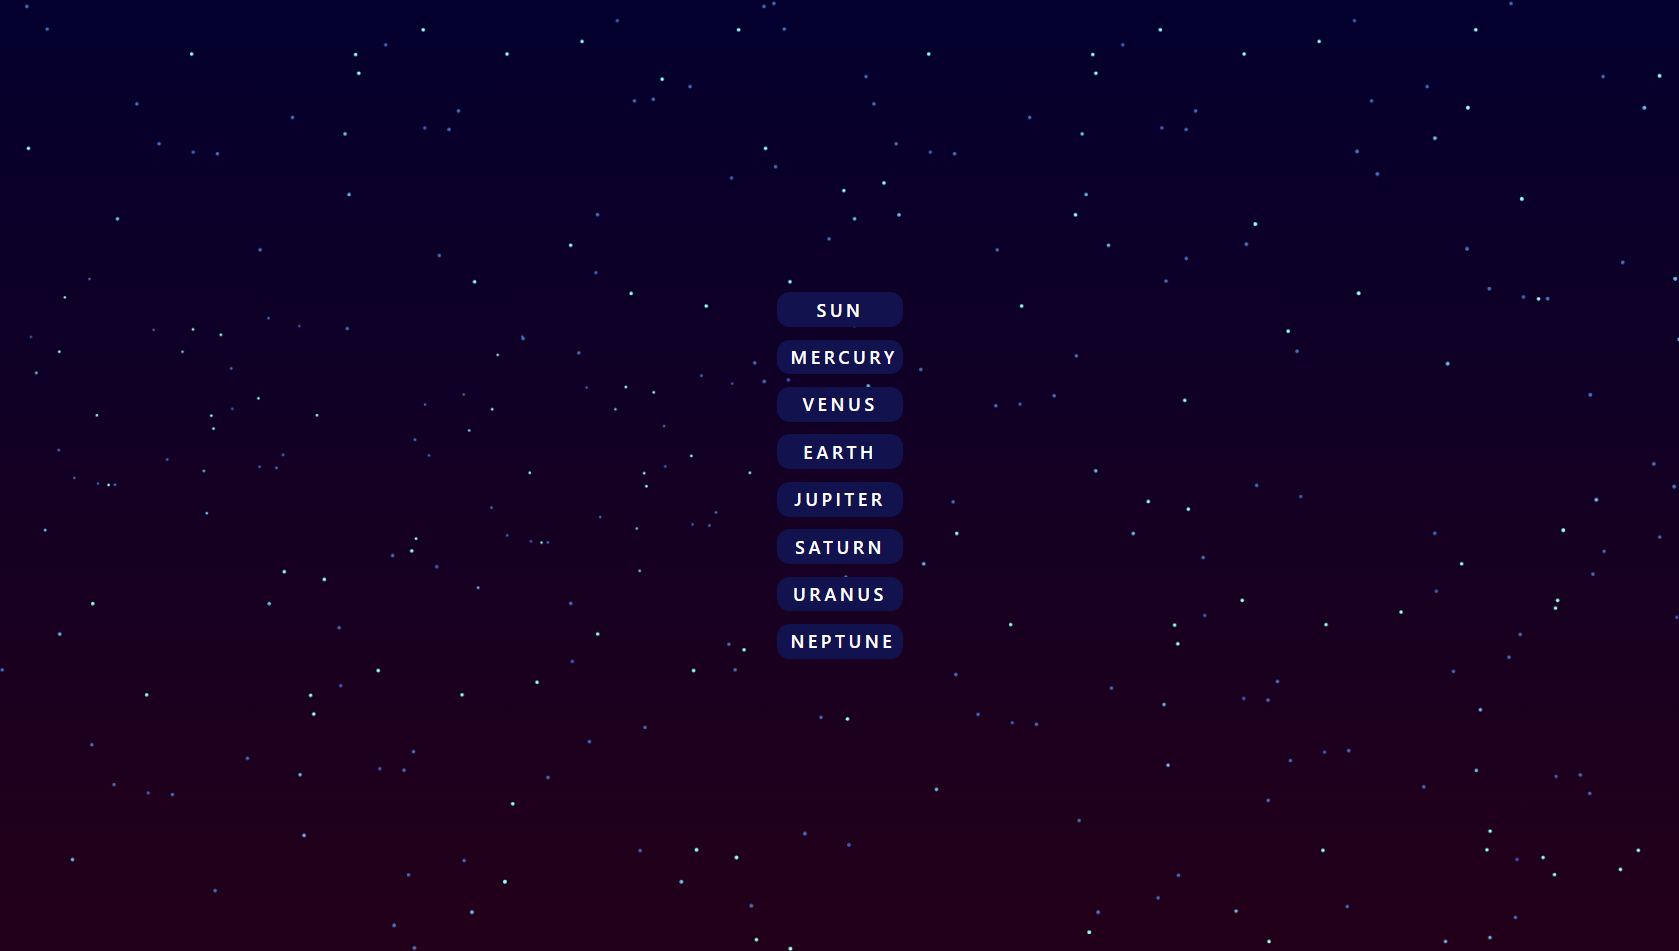 SUN
MERCURY
VENUS
EARTH
JUPITER
SATURN
URANUS
NEPTUNE